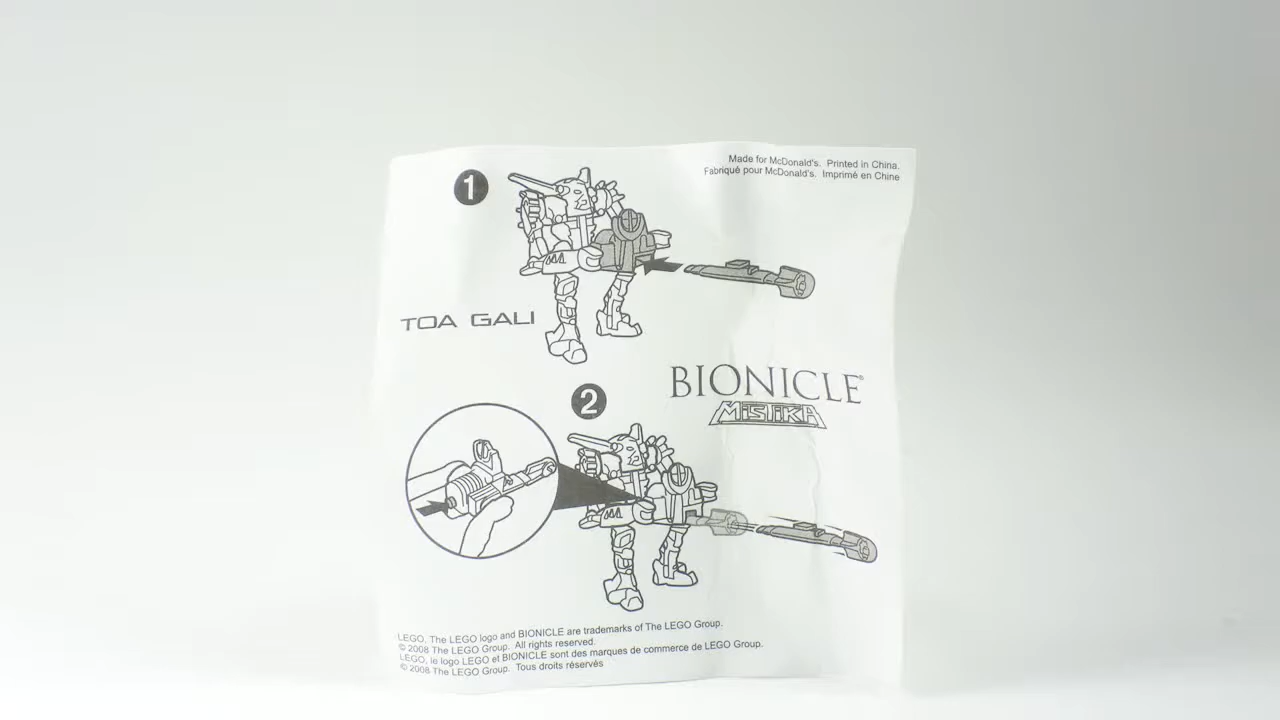 Made for McDonald's. Printed in China.
Fabriqué pour McDonald's. Imprimé en Chine
1
TOA GALI
BIONICLE®
MISTIKA
2
LEGO, The LEGO logo and BIONICLE are trademarks of The LEGO Group.
© 2008 The LEGO Group. All rights reserved.
LEGO, le logo LEGO et BIONICLE sont des marques de commerce de LEGO Group.
© 2008 The LEGO Group. Tous droits réservés